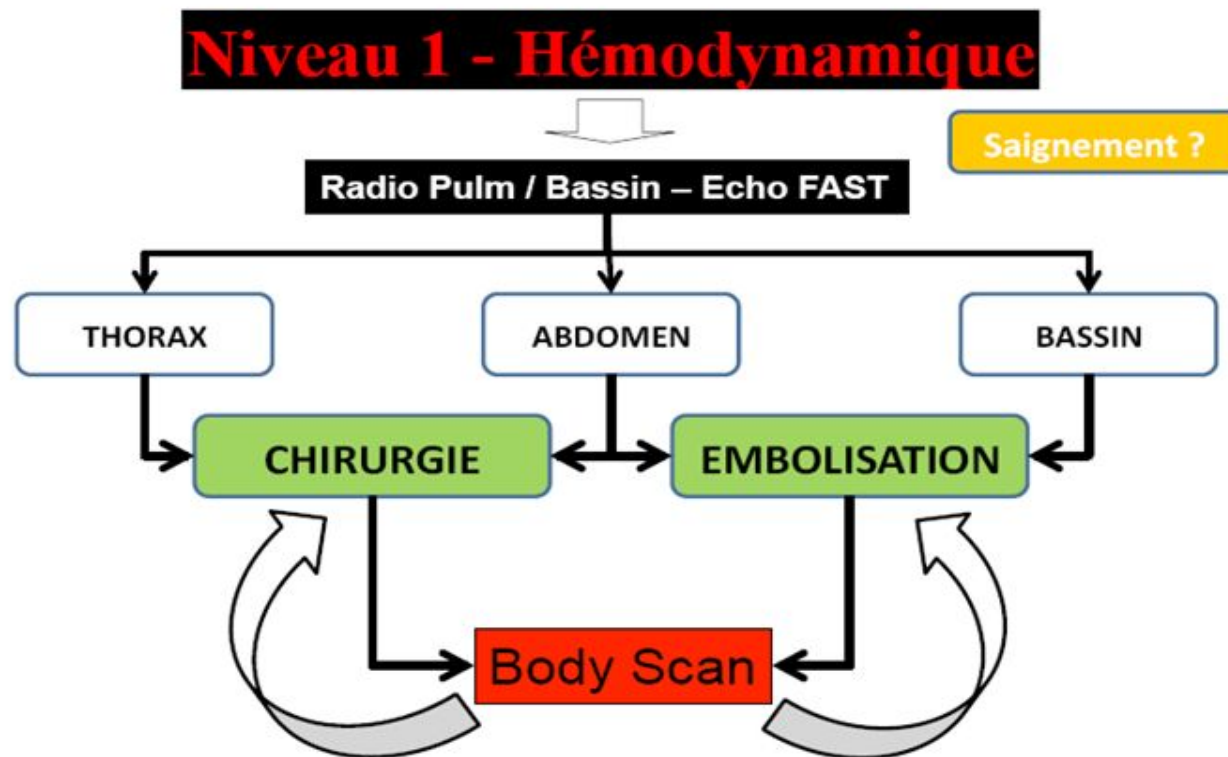 Niveau 1 - Hémodynamique
Saignement ?
Radio Pulm / Bassin – Echo FAST
THORAX
ABDOMEN
BASSIN
CHIRURGIE
EMBOLISATION
Body Scan